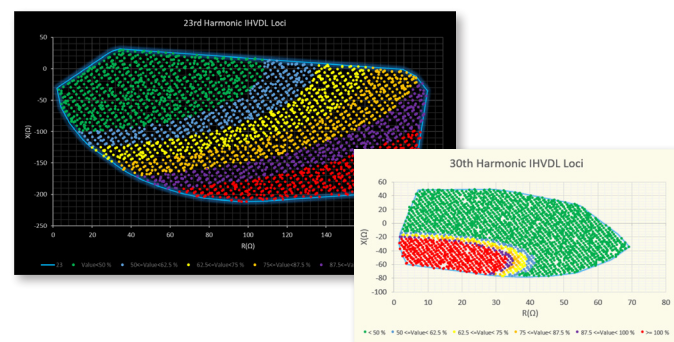 23rd Harmonic IHVDL Loci
50
0
-50
-100
-150
-200
-250
X(Ω)
0 20 40 60 80 100 120 140
R(Ω)
23 Value<50 % 50<=Value<62.5 % 62.5<=Value<75 % 75<=Value<87.5 % 87.5<=Va
30th Harmonic IHVDL Loci
60
40
20
0
-20
-40
-60
-80
-100
X(Ω)
0 10 20 30 40 50 60 70 80
R(Ω)
< 50 % 50 <=Value< 62.5 % 62.5 <=Value< 75 % 75 <=Value< 87.5 % 87.5 <=Value< 100 % >= 100 %